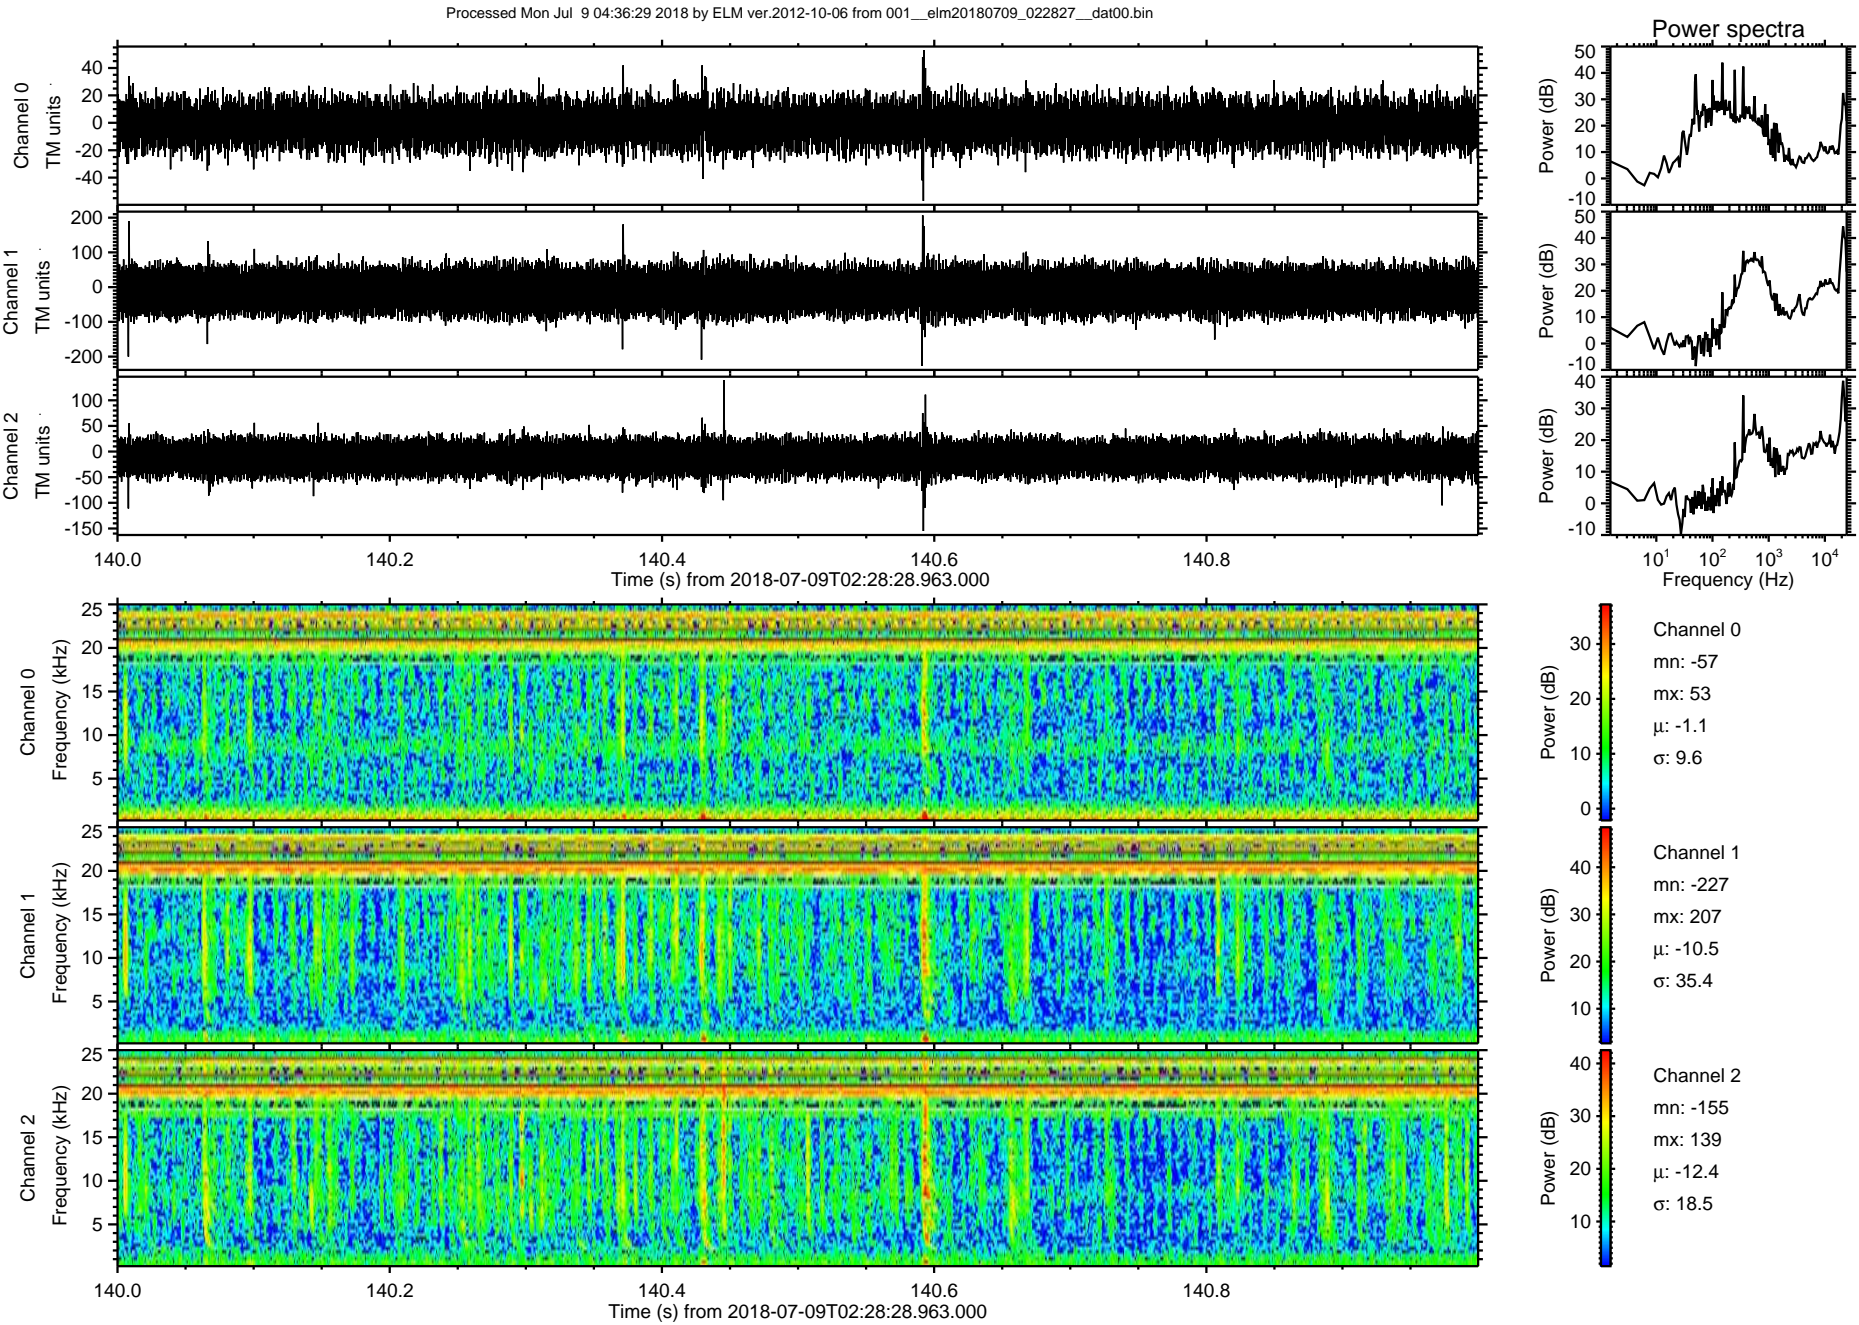 Processed Mon Jul  9 04:36:29 2018 by ELM ver.2012-10-06 from 001__elm20180709_022827__dat00.bin
Power spectra
Channel 0
TM units
40
20
0
-20
-40
Power (dB)
50
40
30
20
10
0
-10
Channel 1
TM units
200
100
0
-100
-200
Power (dB)
50
40
30
20
10
0
-10
Channel 2
TM units
100
50
0
-50
-100
-150
Power (dB)
40
30
20
10
0
-10
140.0 140.2 140.4 140.6 140.8
Time (s) from 2018-07-09T02:28:28.963.000
10¹ 10² 10³ 10⁴
Frequency (Hz)
Channel 0
Frequency (kHz)
25
20
15
10
5
Power (dB)
30
20
10
0
Channel 0
mn: -57
mx: 53
μ: -1.1
σ: 9.6
Channel 1
Frequency (kHz)
25
20
15
10
5
Power (dB)
40
30
20
10
Channel 1
mn: -227
mx: 207
μ: -10.5
σ: 35.4
Channel 2
Frequency (kHz)
25
20
15
10
5
Power (dB)
40
30
20
10
Channel 2
mn: -155
mx: 139
μ: -12.4
σ: 18.5
140.0 140.2 140.4 140.6 140.8
Time (s) from 2018-07-09T02:28:28.963.000